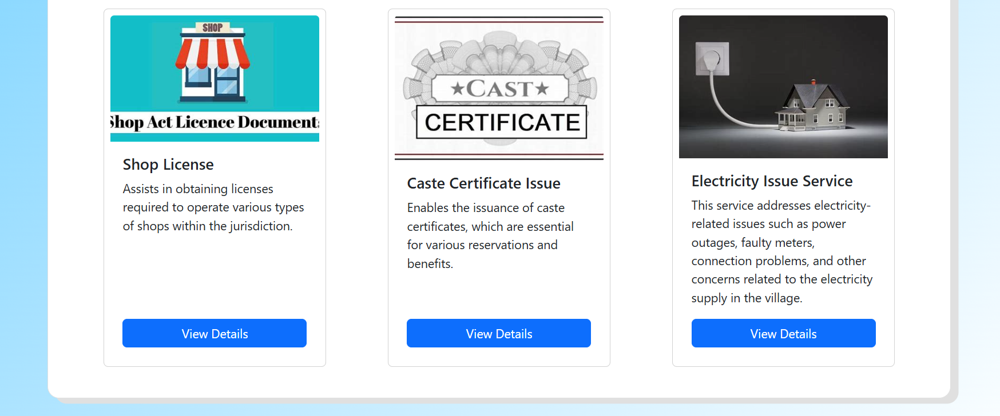 SHOP
Shop Act Licence Documents
Shop License
Assists in obtaining licenses
required to operate various types
of shops within the jurisdiction.
View Details
★CAST★
CERTIFICATE
Caste Certificate Issue
Enables the issuance of caste
certificates, which are essential
for various reservations and
benefits.
View Details
Electricity Issue Service
This service addresses electricity-
related issues such as power
outages, faulty meters,
connection problems, and other
concerns related to the electricity
supply in the village.
View Details